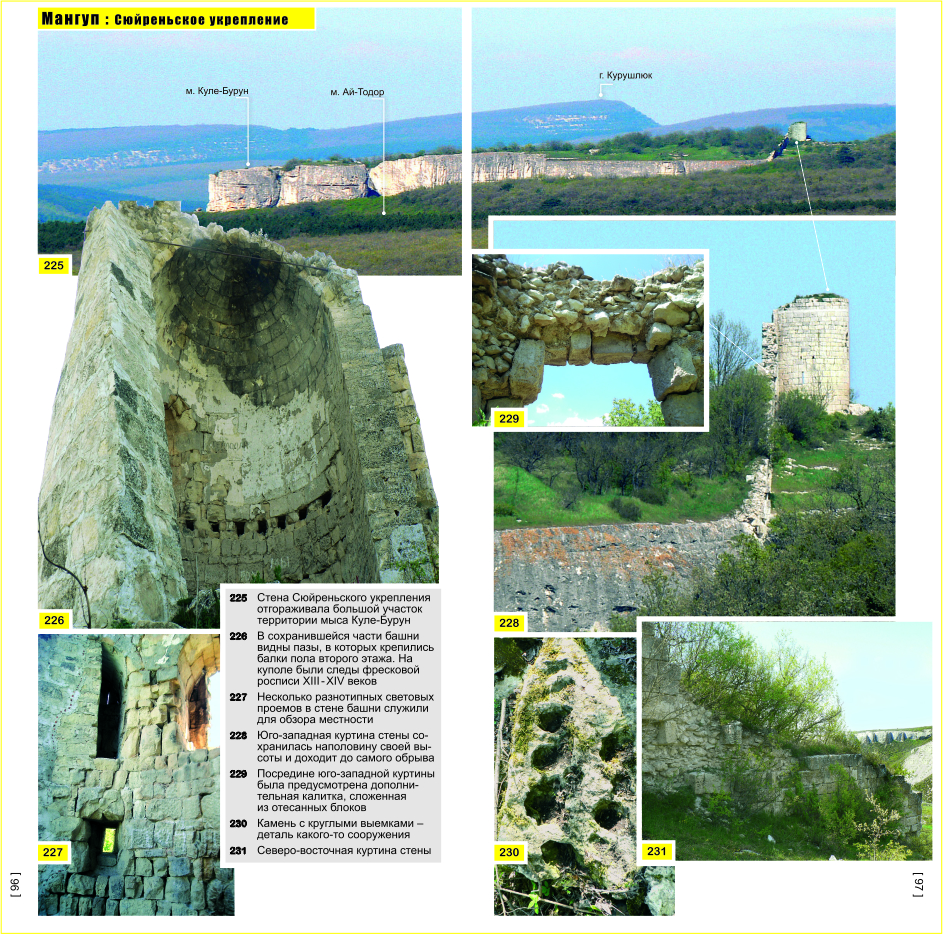 Мангуп : Сюйреньское укрепление
м. Куле-Бурун
м. Ай-Тодор
г. Курушлюк
225
229
226
228
225 Стена Сюйреньского укрепления
отгораживала большой участок
территории мыса Куле-Бурун
226 В сохранившейся части башни
видны пазы, в которых крепились
балки пола второго этажа. На
куполе были следы фресковой
росписи XIII - XIV веков
227 Несколько разнотипных световых
проемов в стене башни служили
для обзора местности
228 Юго-западная куртина стены со-
хранилась наполовину своей вы-
соты и доходит до самого обрыва
229 Посредине юго-западной куртины
была предусмотрена дополни-
тельная калитка, сложенная
из отесанных блоков
230 Камень с круглыми выемками –
деталь какого-то сооружения
231 Северо-восточная куртина стены
227
230
231
[ 96 ]
[ 97 ]